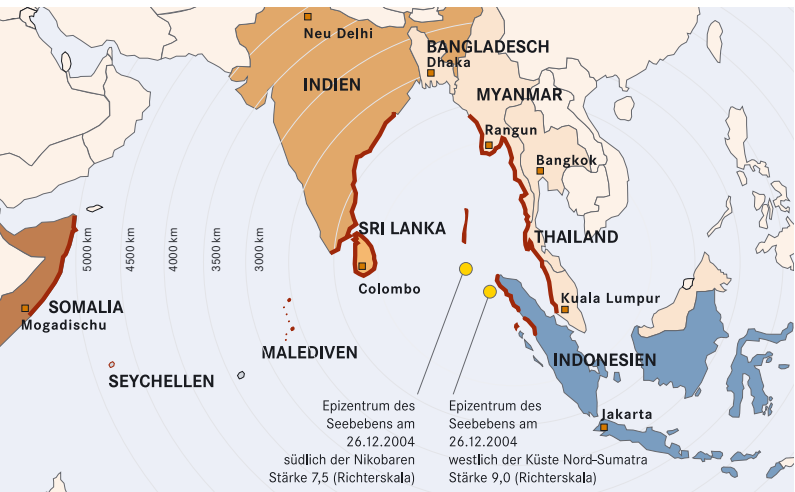 Neu Delhi
BANGLADESCH
Dhaka
INDIEN
MYANMAR
Rangun
Bangkok
SRI LANKA
THAILAND
5000 km
4500 km
4000 km
3500 km
3000 km
Colombo
Kuala Lumpur
SOMALIA
Mogadischu
MALEDIVEN
INDONESIEN
SEYCHELLEN
Jakarta
Epizentrum des
Seebebens am
26.12.2004
südlich der Nikobaren
Stärke 7,5 (Richterskala)
Epizentrum des
Seebebens am
26.12.2004
westlich der Küste Nord-Sumatra
Stärke 9,0 (Richterskala)